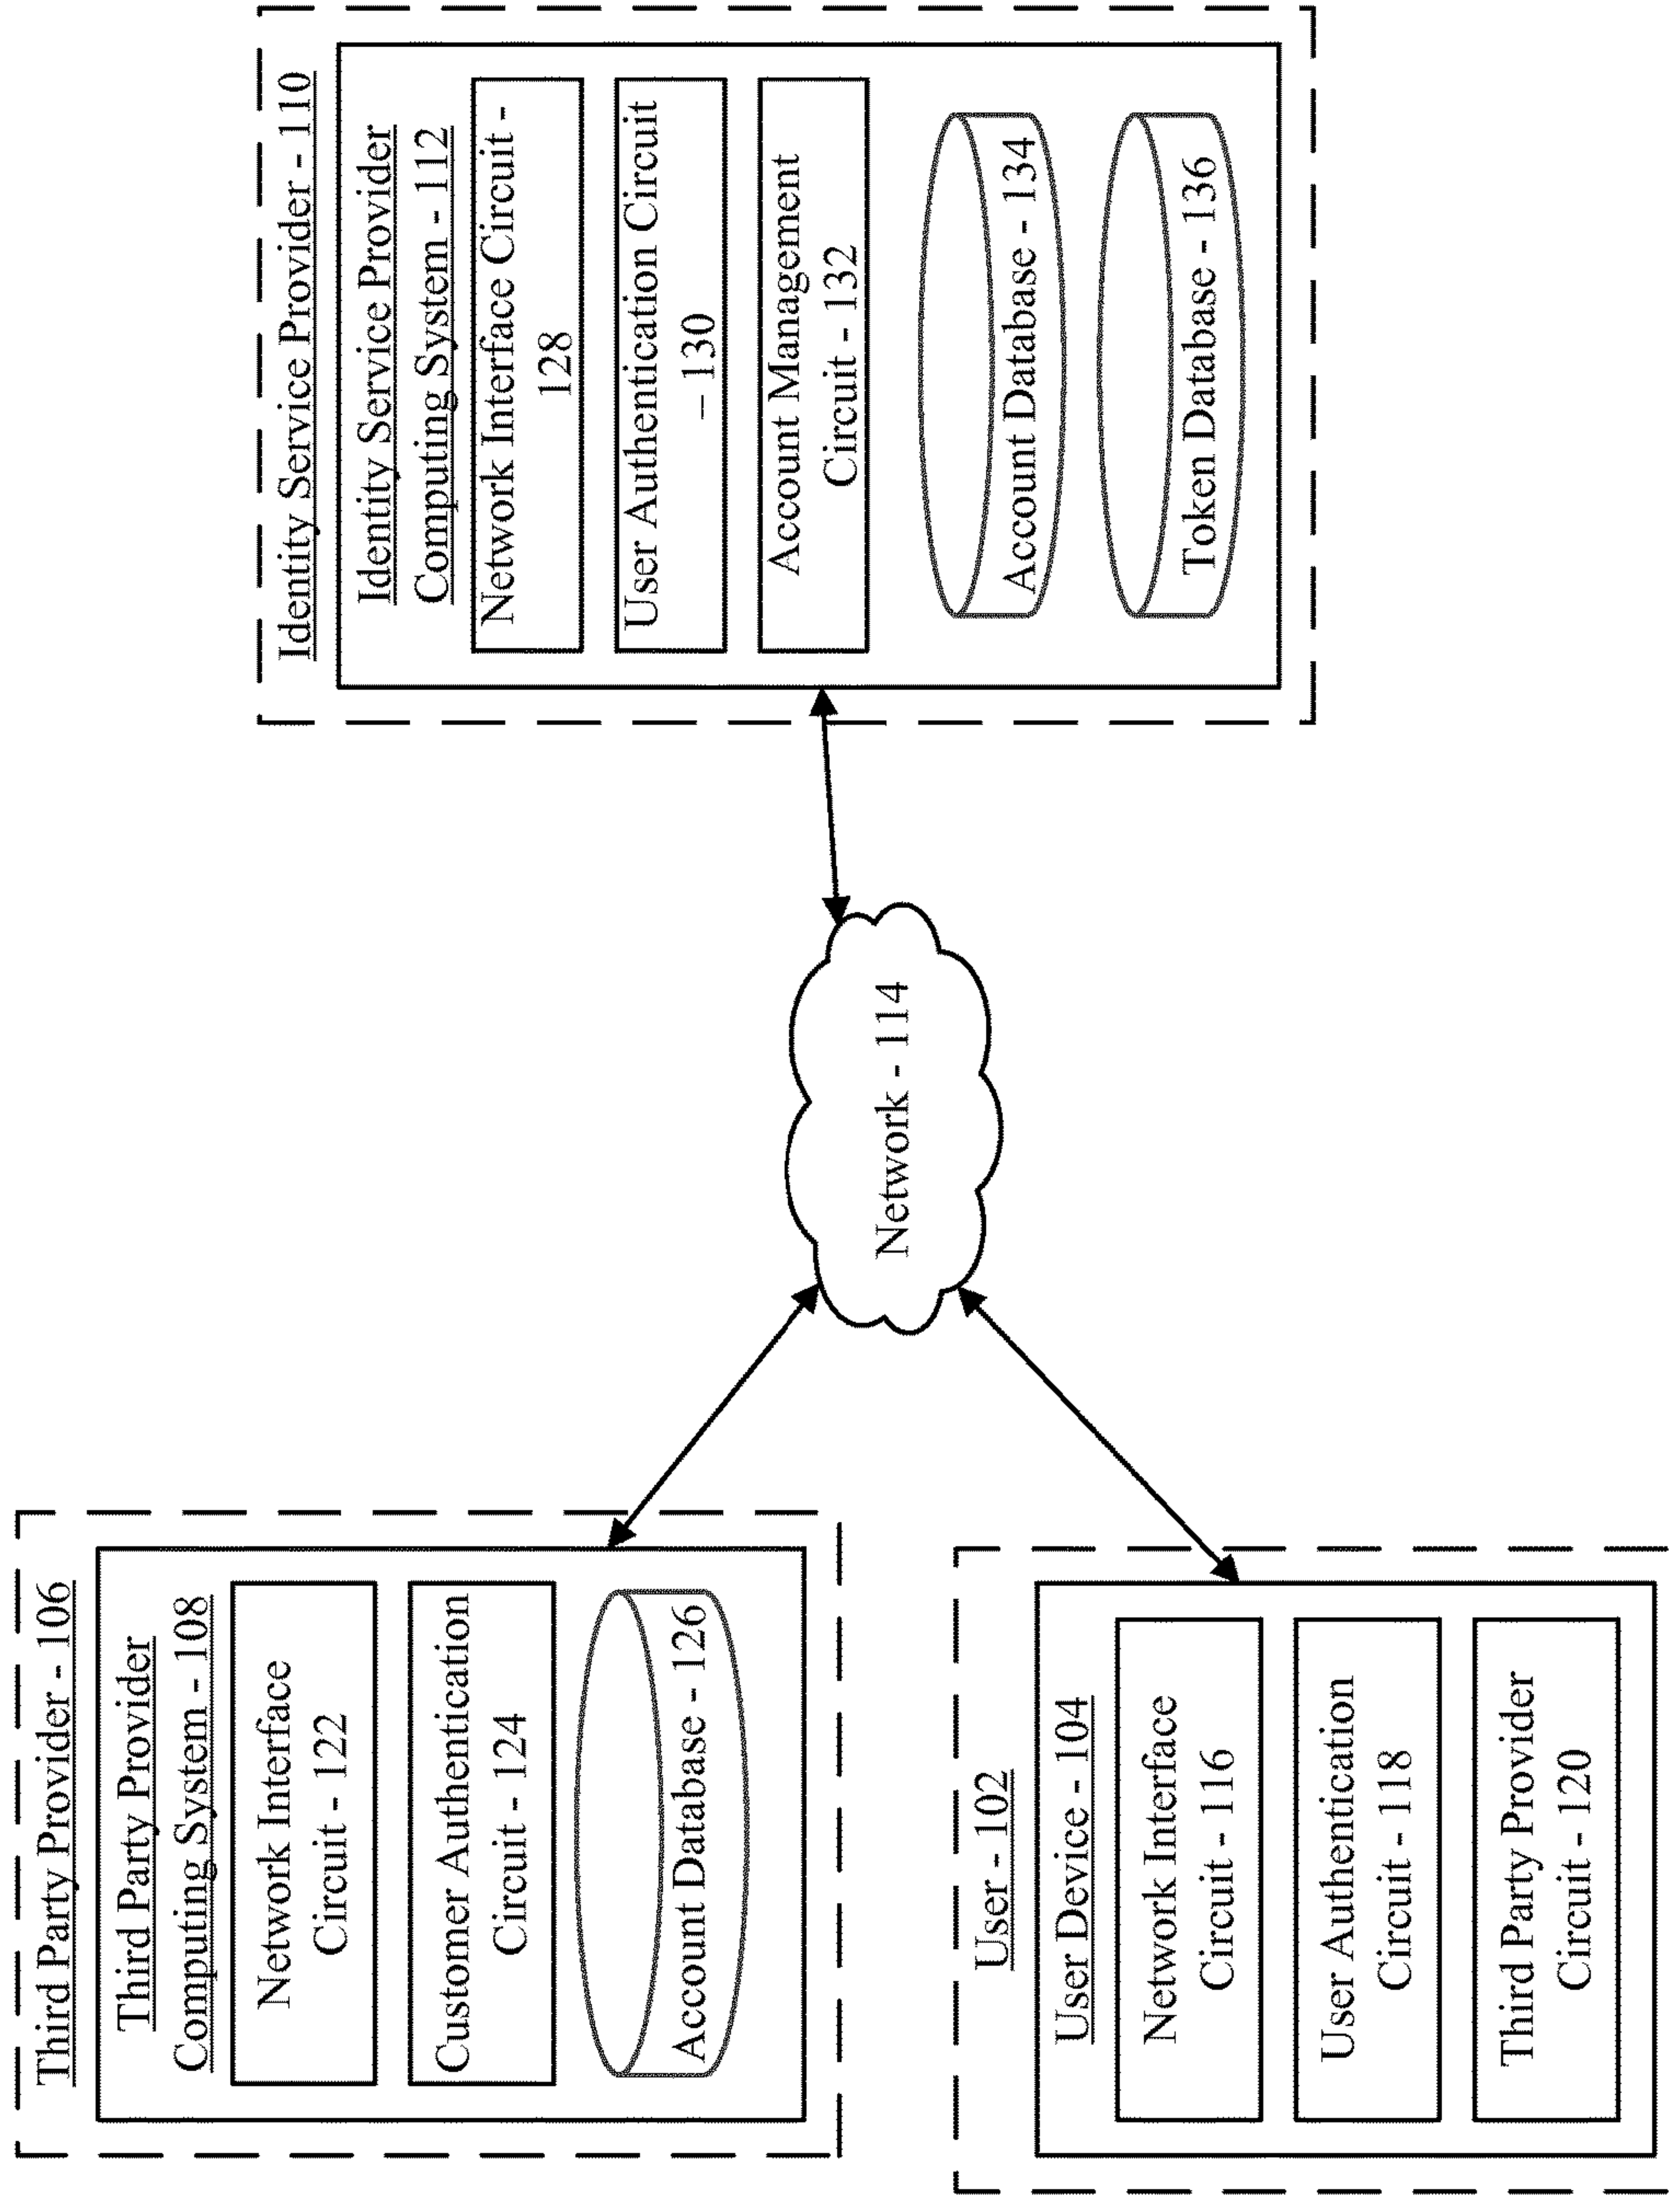 Third Party Provider - 106
Third Party Provider
Computing System - 108
Network Interface
Circuit - 122
Customer Authentication
Circuit - 124
Account Database - 126
User - 102
User Device - 104
Network Interface
Circuit - 116
User Authentication
Circuit - 118
Third Party Provider
Circuit - 120
Network - 114
Identity Service Provider - 110
Identity Service Provider
Computing System - 112
Network Interface Circuit -
128
User Authentication Circuit
– 130
Account Management
Circuit - 132
Account Database - 134
Token Database - 136